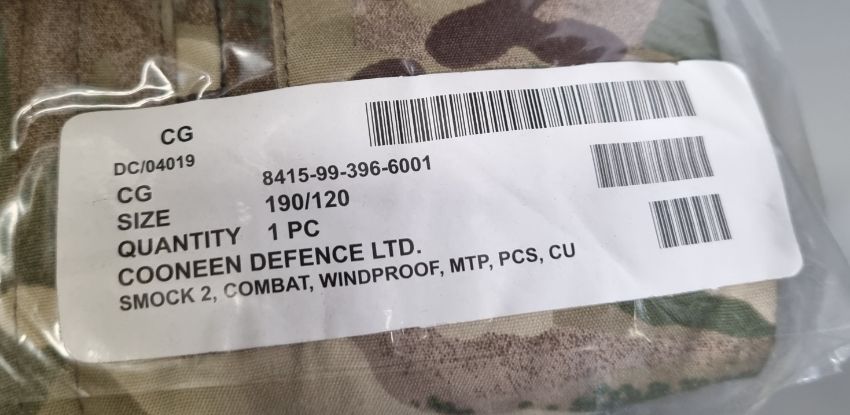 CG
DC/04019
CG 8415-99-396-6001
SIZE 190/120
QUANTITY 1 PC
COONEEN DEFENCE LTD.
SMOCK 2, COMBAT, WINDPROOF, MTP, PCS, CU